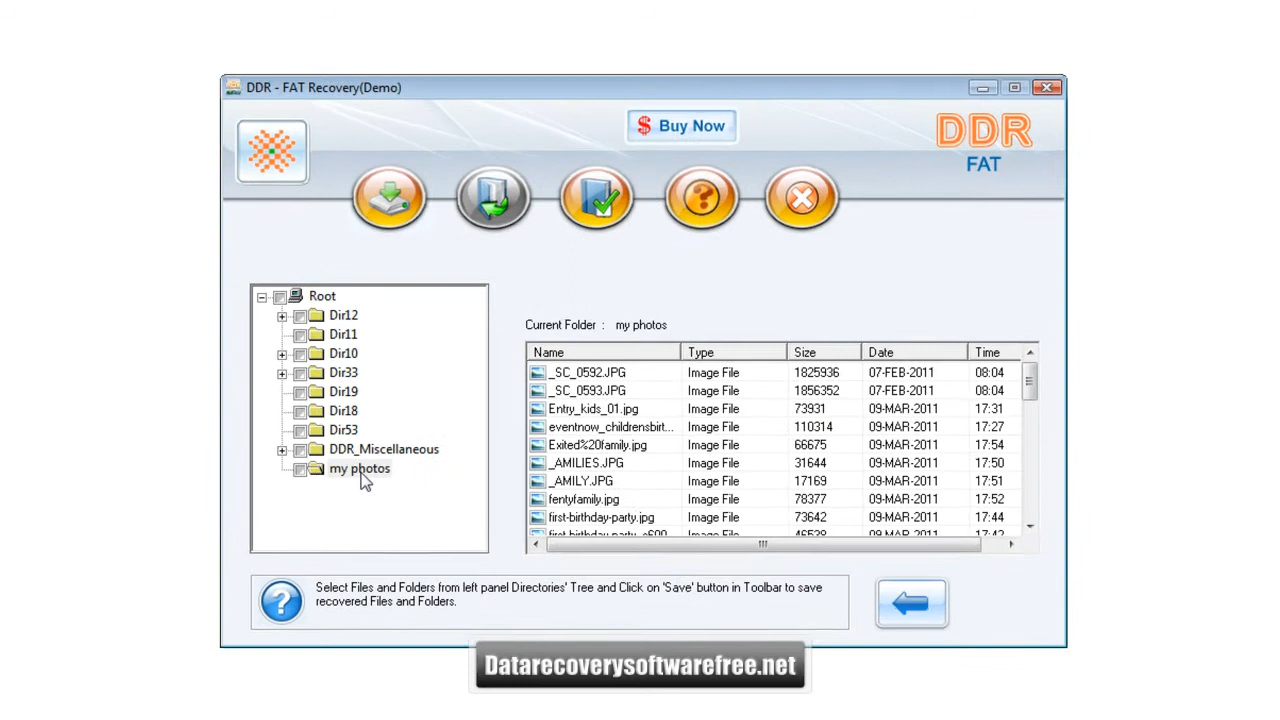 DDR - FAT Recovery(Demo)
$ Buy Now
DDR
FAT
Root
Dir12
Dir11
Dir10
Dir33
Dir19
Dir18
Dir53
DDR_Miscellaneous
my photos
Current Folder : my photos
Name Type Size Date Time
_SC_0592.JPG Image File 1825936 07-FEB-2011 08:04
_SC_0593.JPG Image File 1856352 07-FEB-2011 08:04
Entry_kids_01.jpg Image File 73931 09-MAR-2011 17:31
eventnow_childrensbirt... Image File 110314 09-MAR-2011 17:27
Exited%20family.jpg Image File 66675 09-MAR-2011 17:54
_AMILIES.JPG Image File 31644 09-MAR-2011 17:50
_AMILY.JPG Image File 17169 09-MAR-2011 17:51
fentyfamily.jpg Image File 78377 09-MAR-2011 17:52
first-birthday-party.jpg Image File 73642 09-MAR-2011 17:44
Image File 09-MAR-2011 17:42
Select Files and Folders from left panel Directories' Tree and Click on 'Save' button in Toolbar to save
recovered Files and Folders.
Datarecoverysoftwarefree.net